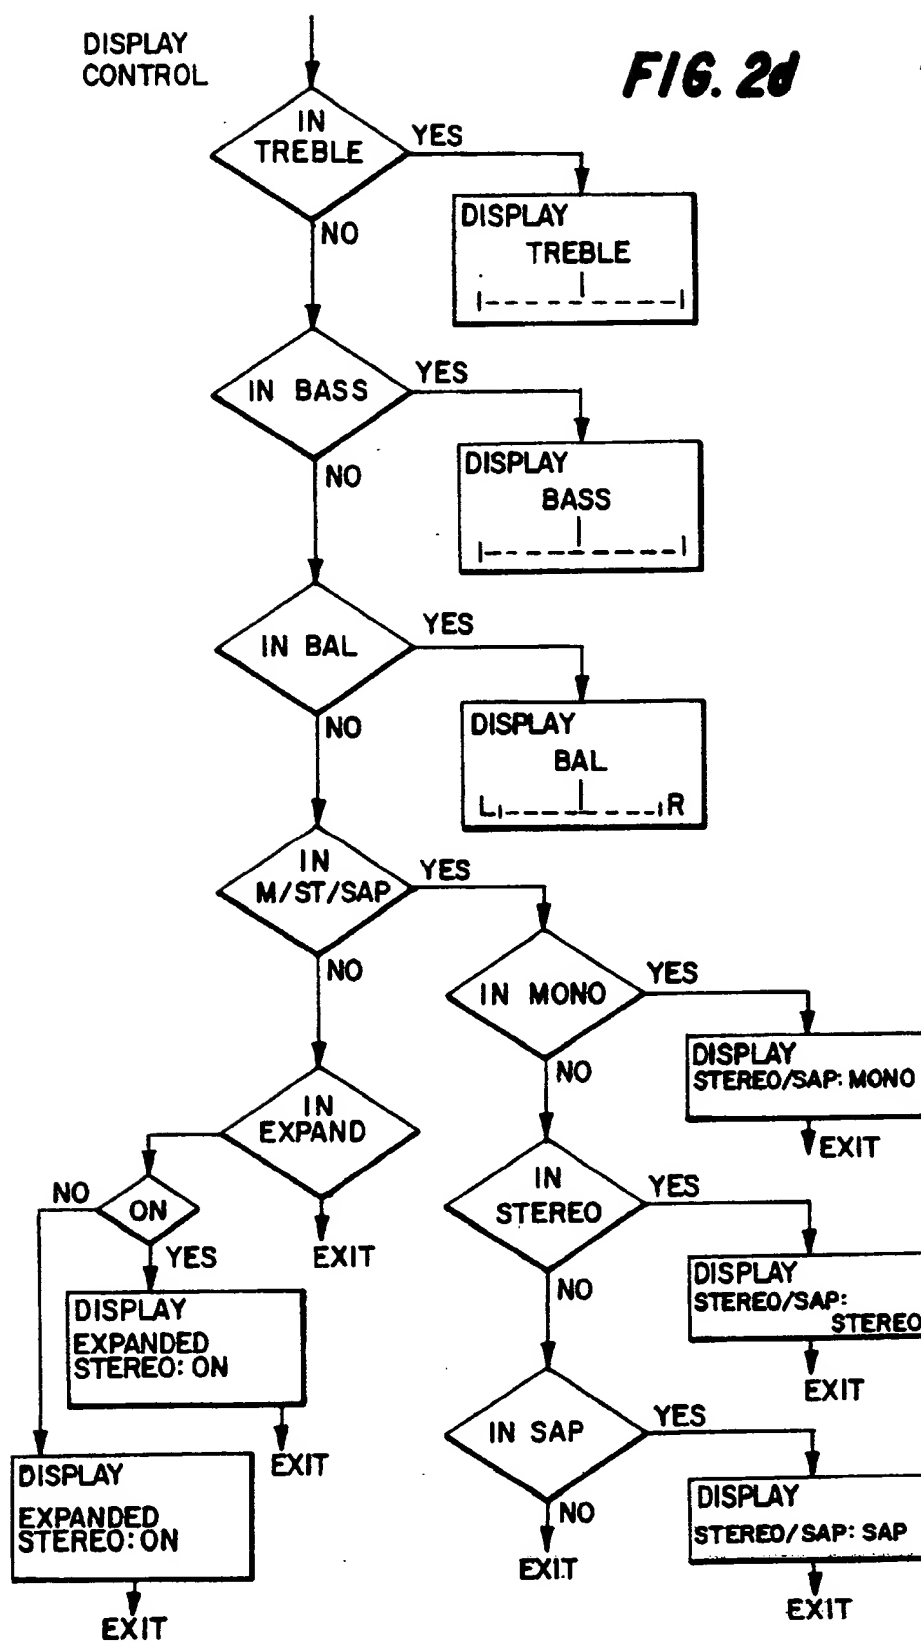 DISPLAY
CONTROL
FIG. 2d
IN
TREBLE
YES
NO
DISPLAY
TREBLE
IN BASS
YES
NO
DISPLAY
BASS
IN BAL
YES
NO
DISPLAY
BAL
L R
IN
M/ST/SAP
YES
NO
IN MONO
YES
NO
DISPLAY
STEREO/SAP: MONO
EXIT
IN
EXPAND
EXIT
NO
ON
YES
DISPLAY
EXPANDED
STEREO: ON
EXIT
DISPLAY
EXPANDED
STEREO: ON
EXIT
IN
STEREO
YES
NO
DISPLAY
STEREO/SAP:
STEREO
EXIT
IN SAP
YES
NO
EXIT
DISPLAY
STEREO/SAP: SAP
EXIT